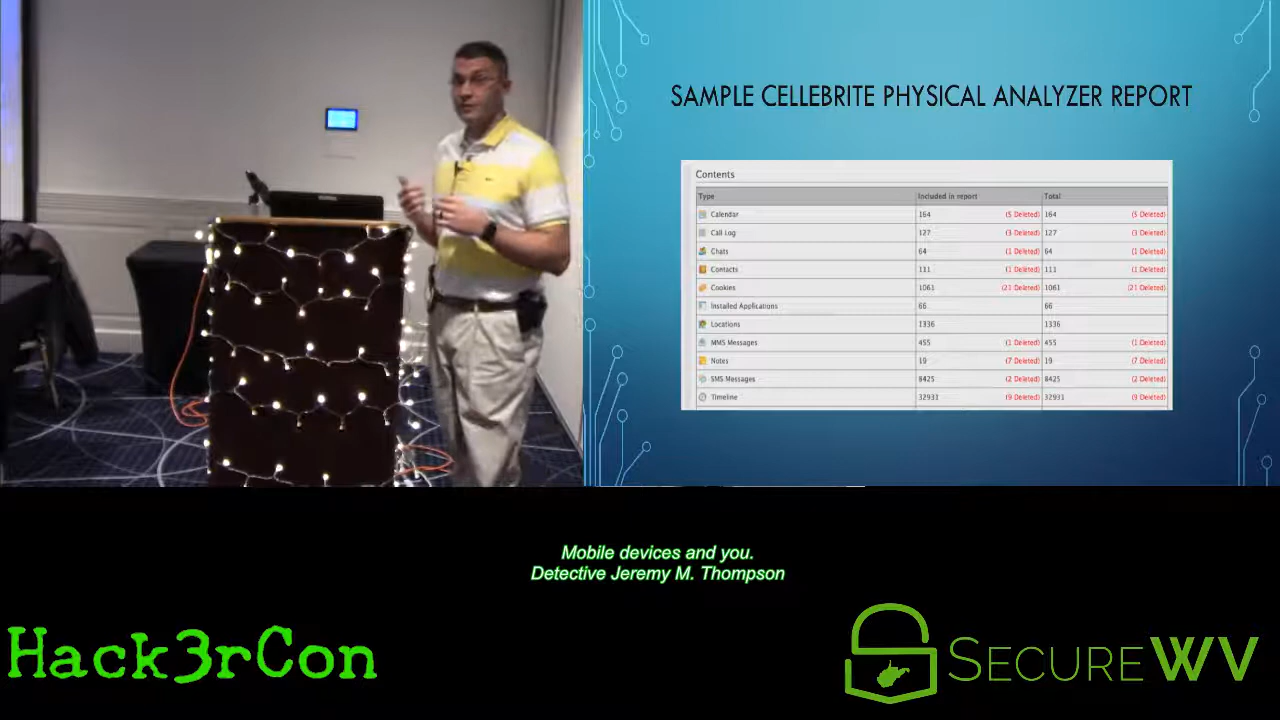 SAMPLE CELLEBRITE PHYSICAL ANALYZER REPORT
Contents
Type Included in report Total
Calendar 164 (5 Deleted) 164 (5 Deleted)
Call Log 127 (3 Deleted) 127 (3 Deleted)
Chats 64 (1 Deleted) 64 (1 Deleted)
Contacts 111 (1 Deleted) 111 (1 Deleted)
Cookies 1061 (21 Deleted) 1061 (21 Deleted)
Installed Applications 66 66
Locations 1336 1336
MMS Messages 455 (1 Deleted) 455 (1 Deleted)
Notes 19 (7 Deleted) 19 (7 Deleted)
SMS Messages 8425 (2 Deleted) 8425 (2 Deleted)
Timeline 32931 (9 Deleted) 32931 (9 Deleted)
Mobile devices and you.
Detective Jeremy M. Thompson
Hack3rCon
SECUREWV